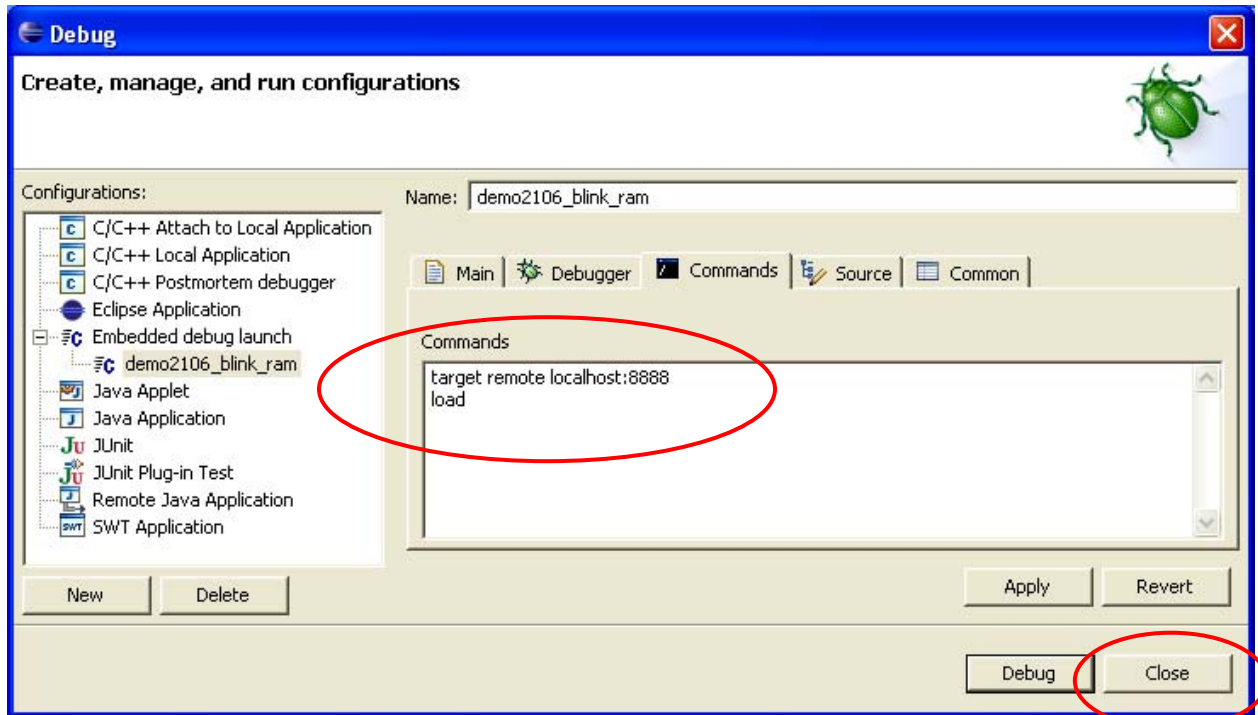 Debug
Create, manage, and run configurations
Configurations:
C/C++ Attach to Local Application
C/C++ Local Application
C/C++ Postmortem debugger
Eclipse Application
Embedded debug launch
demo2106_blink_ram
Java Applet
Java Application
JUnit
JUnit Plug-in Test
Remote Java Application
SWT Application
New Delete
Name: demo2106_blink_ram
Main Debugger Commands Source Common
Commands
target remote localhost:8888
load
Apply Revert
Debug Close